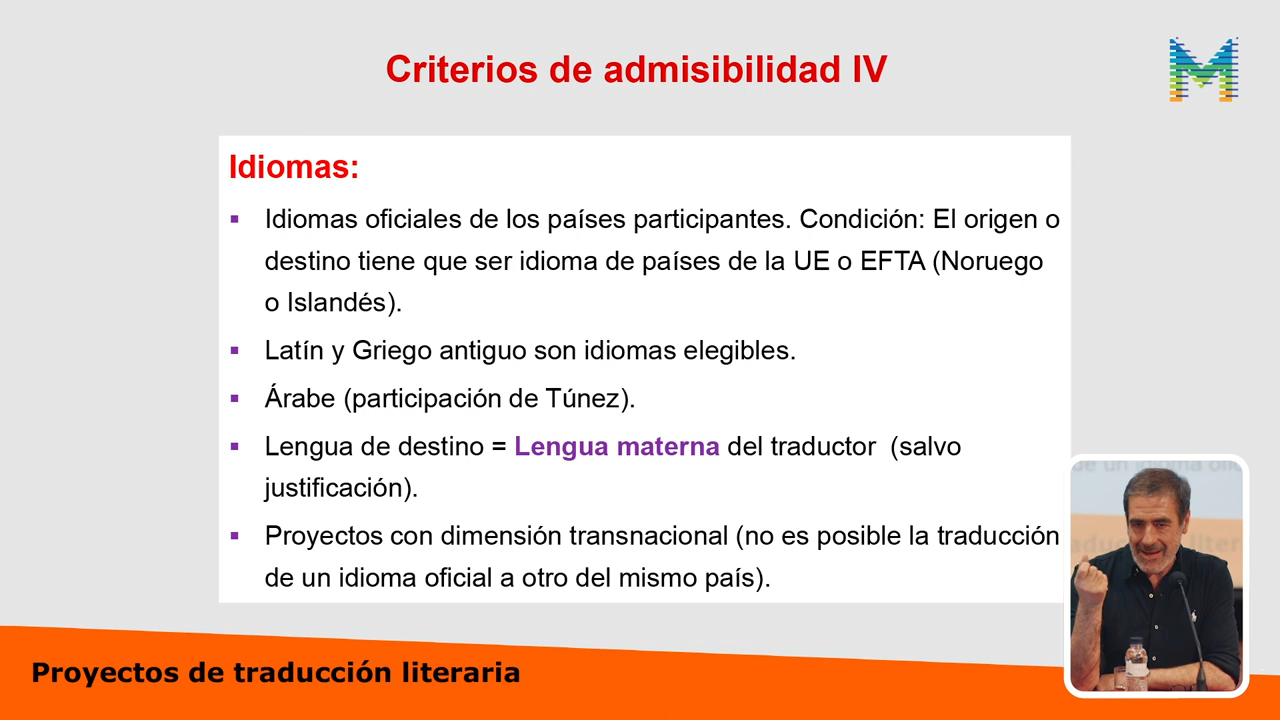 Criterios de admisibilidad IV
Idiomas:
▪ Idiomas oficiales de los países participantes. Condición: El origen o
destino tiene que ser idioma de países de la UE o EFTA (Noruego
o Islandés).
▪ Latín y Griego antiguo son idiomas elegibles.
▪ Árabe (participación de Túnez).
▪ Lengua de destino = Lengua materna del traductor (salvo
justificación).
▪ Proyectos con dimensión transnacional (no es posible la traducción
de un idioma oficial a otro del mismo país).
Proyectos de traducción literaria